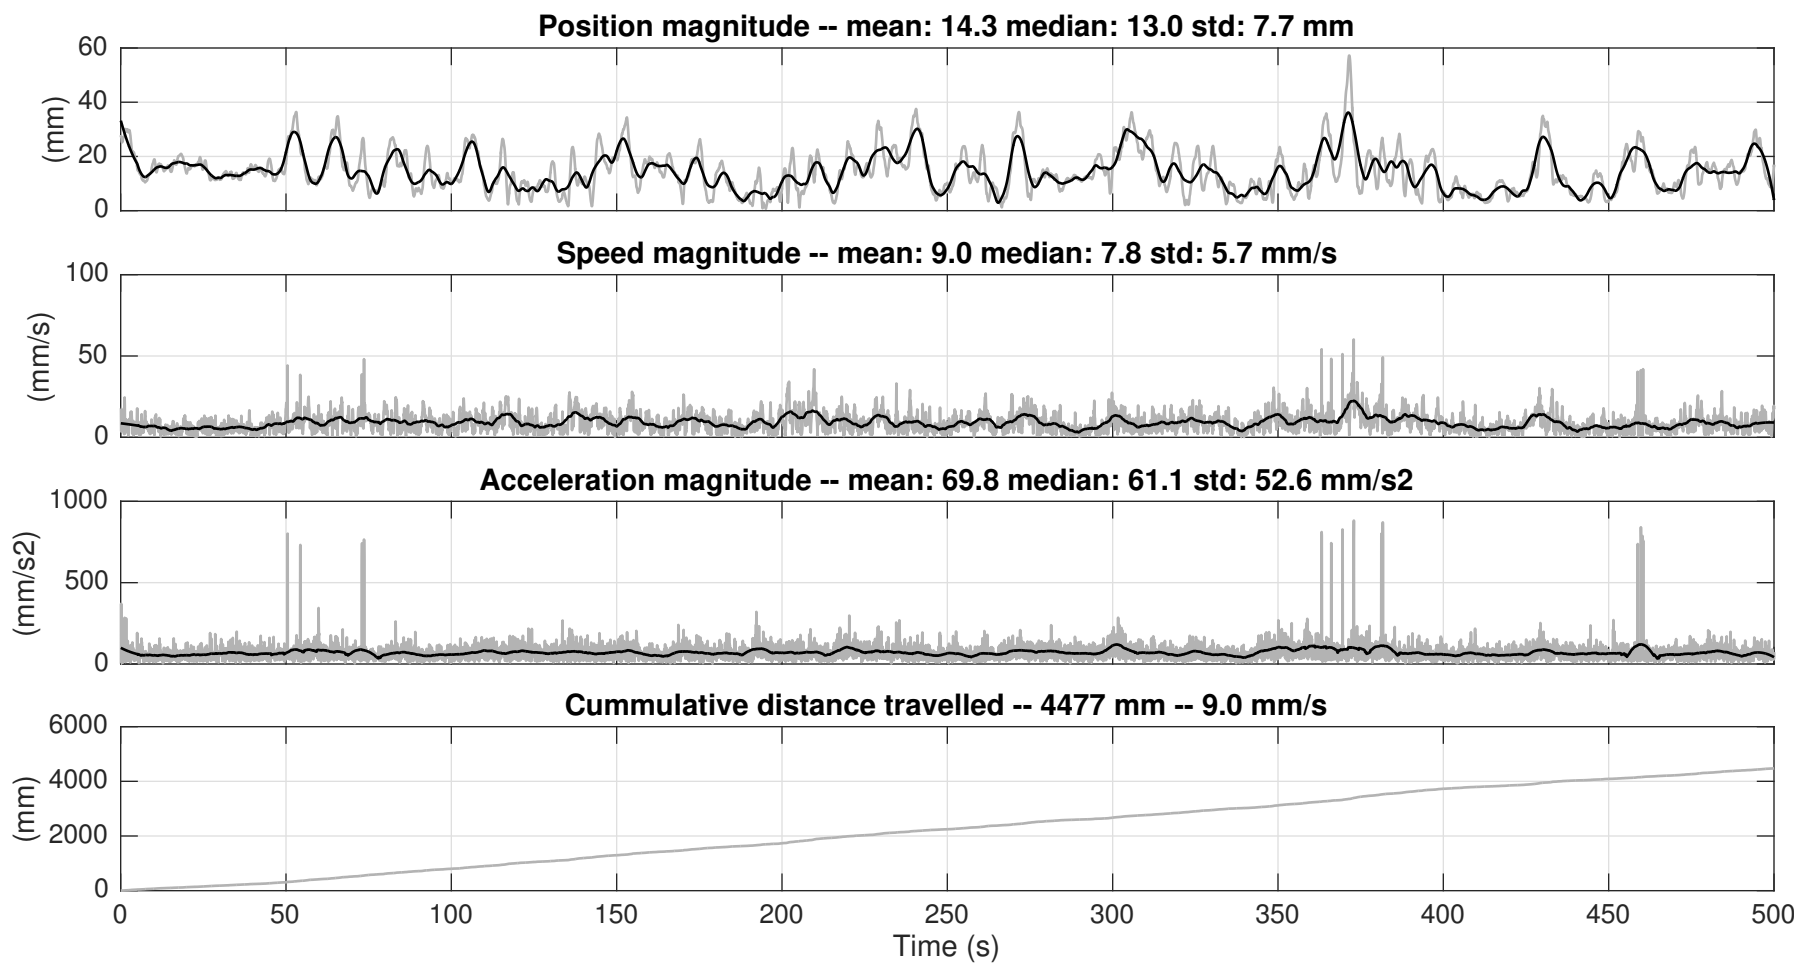 Position magnitude -- mean: 14.3 median: 13.0 std: 7.7 mm
60
40
20
0
(mm)
Speed magnitude -- mean: 9.0 median: 7.8 std: 5.7 mm/s
100
50
0
(mm/s)
Acceleration magnitude -- mean: 69.8 median: 61.1 std: 52.6 mm/s2
1000
500
0
(mm/s2)
Cummulative distance travelled -- 4477 mm -- 9.0 mm/s
6000
4000
2000
0
(mm)
0 50 100 150 200 250 300 350 400 450 500
Time (s)